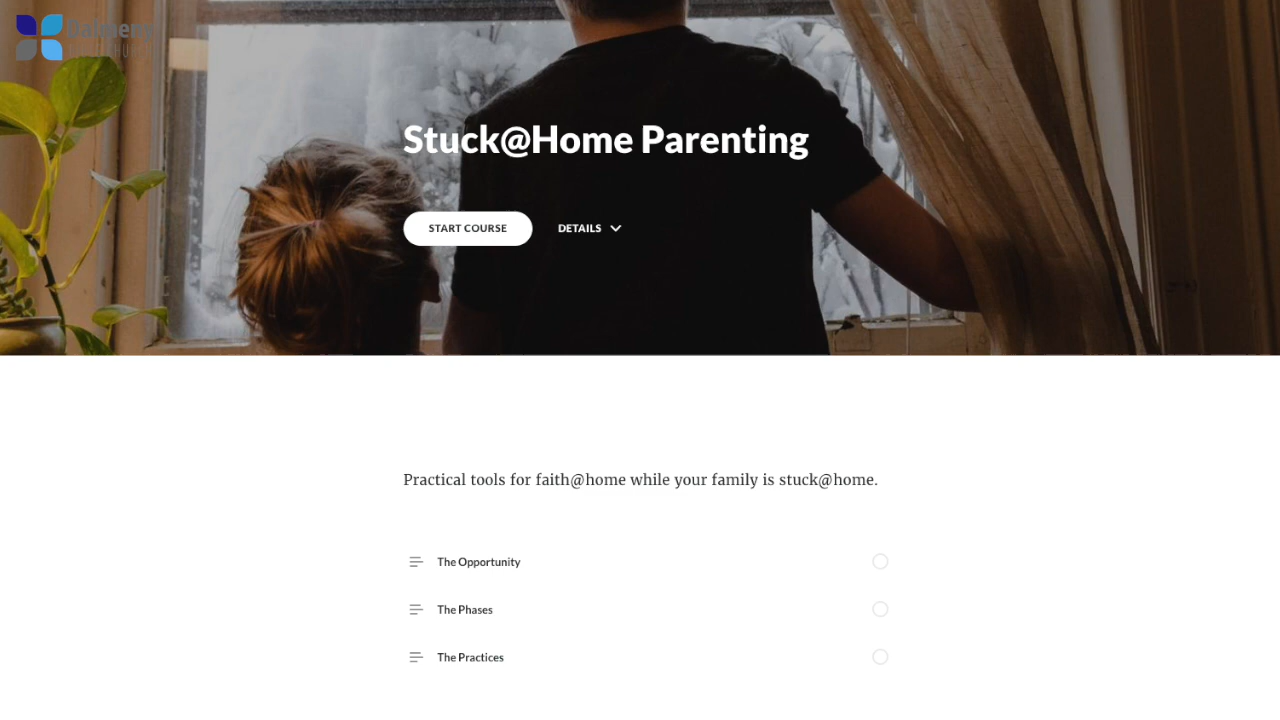 Stuck@Home Parenting
START COURSE
DETAILS
Practical tools for faith@home while your family is stuck@home.
The Opportunity
The Phases
The Practices